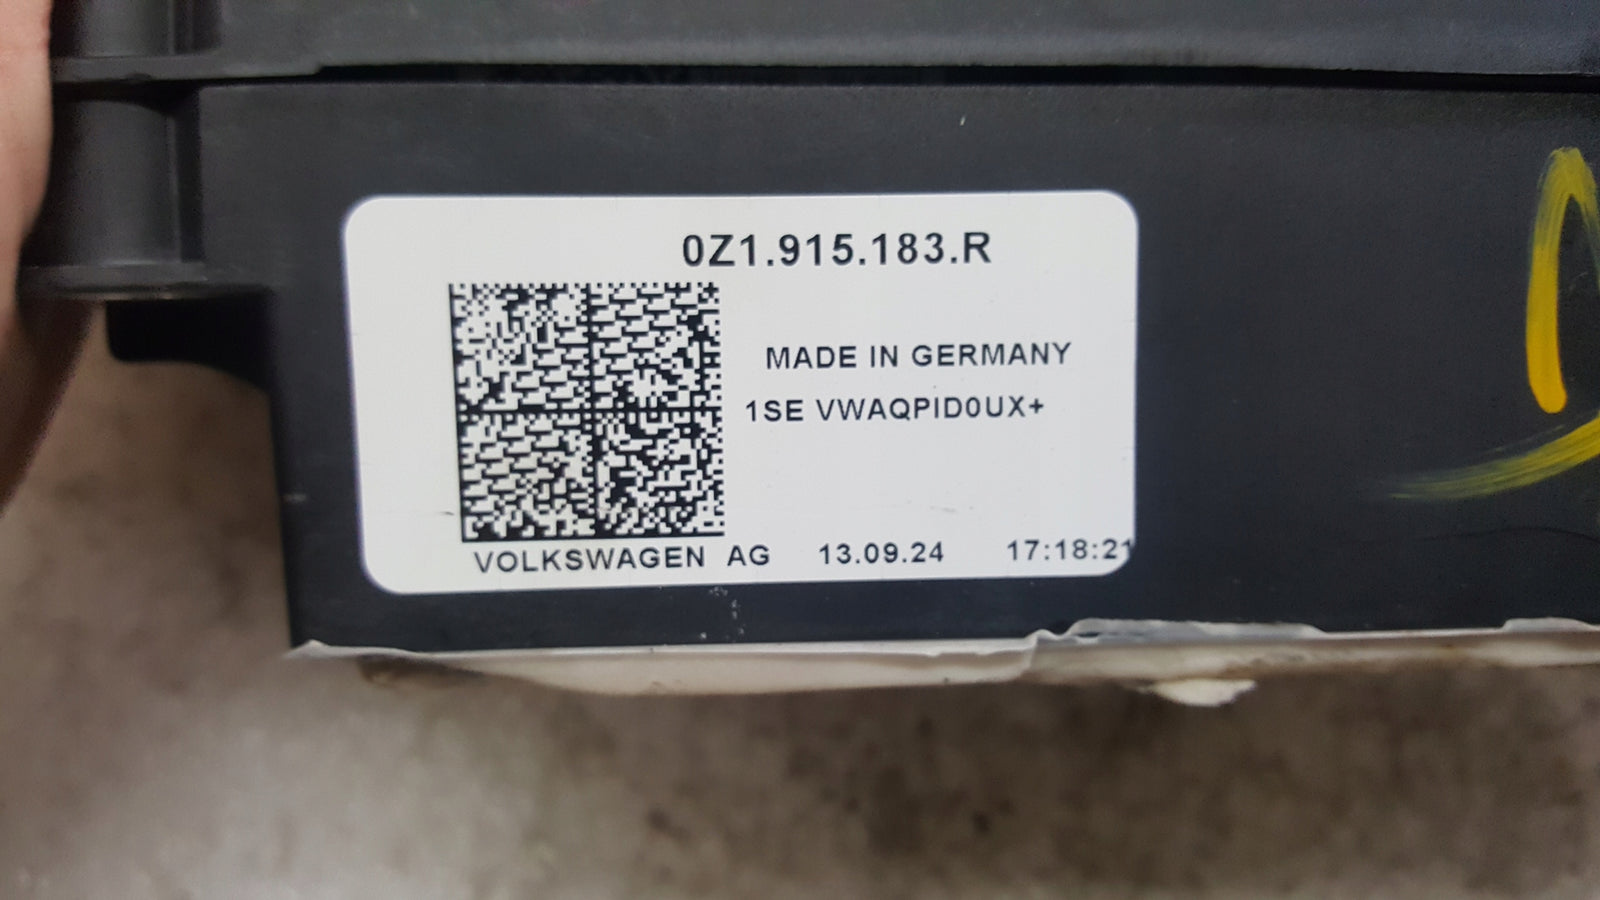 0Z1.915.183.R
MADE IN GERMANY
1SE VWAQPID0UX+
VOLKSWAGEN AG 13.09.24 17:18:21